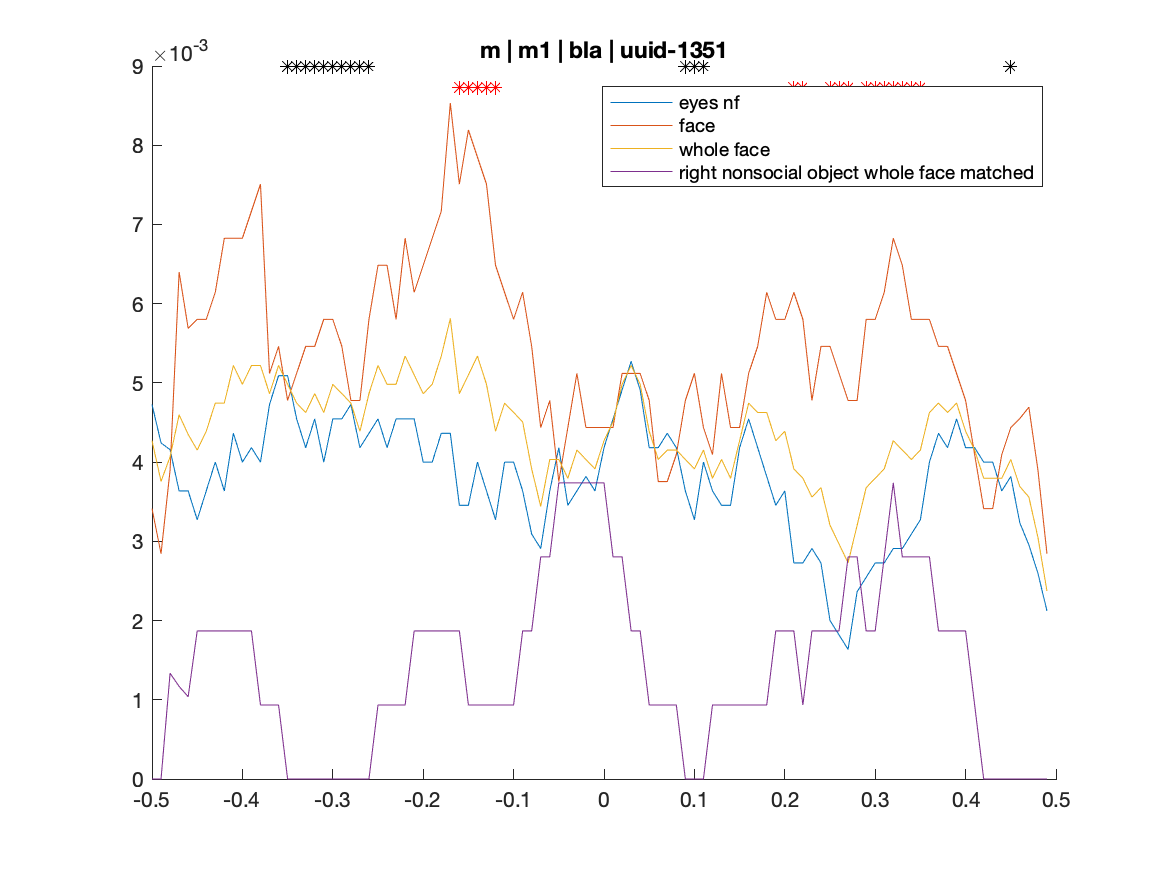 m | m1 | bla | uuid-1351
×10-3
9
8
7
6
5
4
3
2
1
0
eyes nf
face
whole face
right nonsocial object whole face matched
-0.5 -0.4 -0.3 -0.2 -0.1 0 0.1 0.2 0.3 0.4 0.5